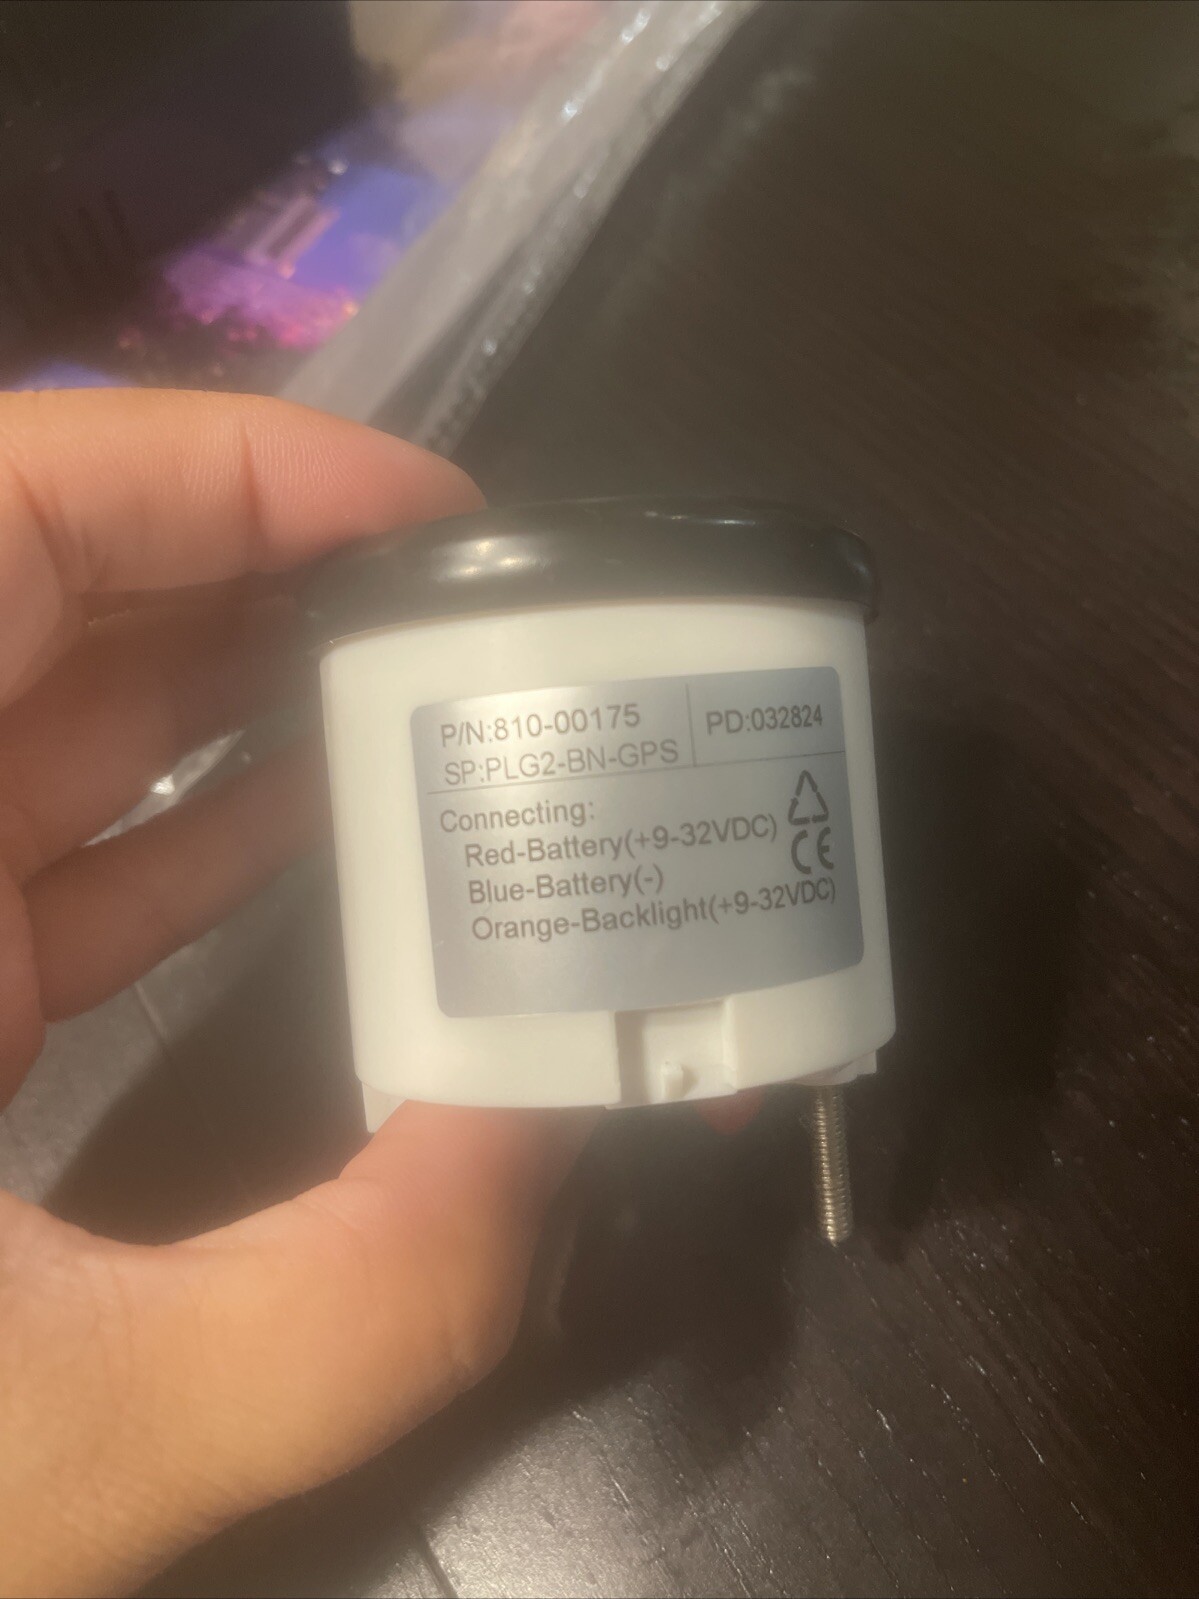 P/N:810-00175
SP:PLG2-BN-GPS
PD:032824
Connecting:
Red-Battery(+9-32VDC)
Blue-Battery(-)
Orange-Backlight(+9-32VDC)
CE